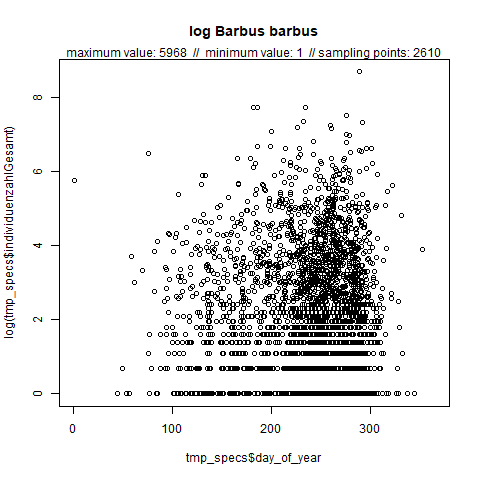 log Barbus barbus
maximum value: 5968  //  minimum value: 1  // sampling points: 2610
log(tmp_specs$IndividuenzahlGesamt)
8
6
4
2
0
0 100 200 300
tmp_specs$day_of_year